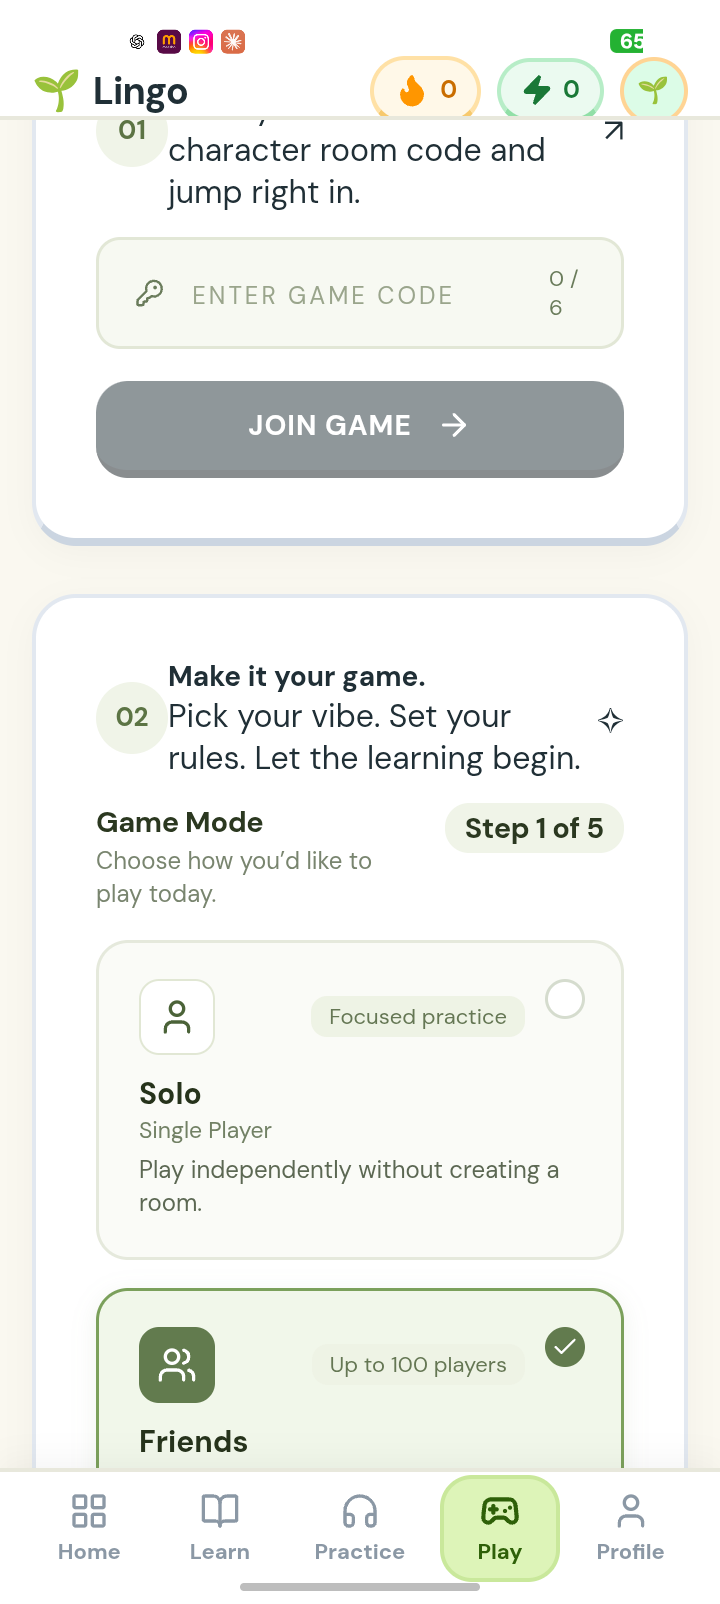 65
Lingo
0
0
01
character room code and
jump right in.
ENTER GAME CODE
0 /
6
JOIN GAME
02
Make it your game.
Pick your vibe. Set your
rules. Let the learning begin.
Game Mode
Step 1 of 5
Choose how you’d like to
play today.
Focused practice
Solo
Single Player
Play independently without creating a
room.
Up to 100 players
Friends
Home
Learn
Practice
Play
Profile